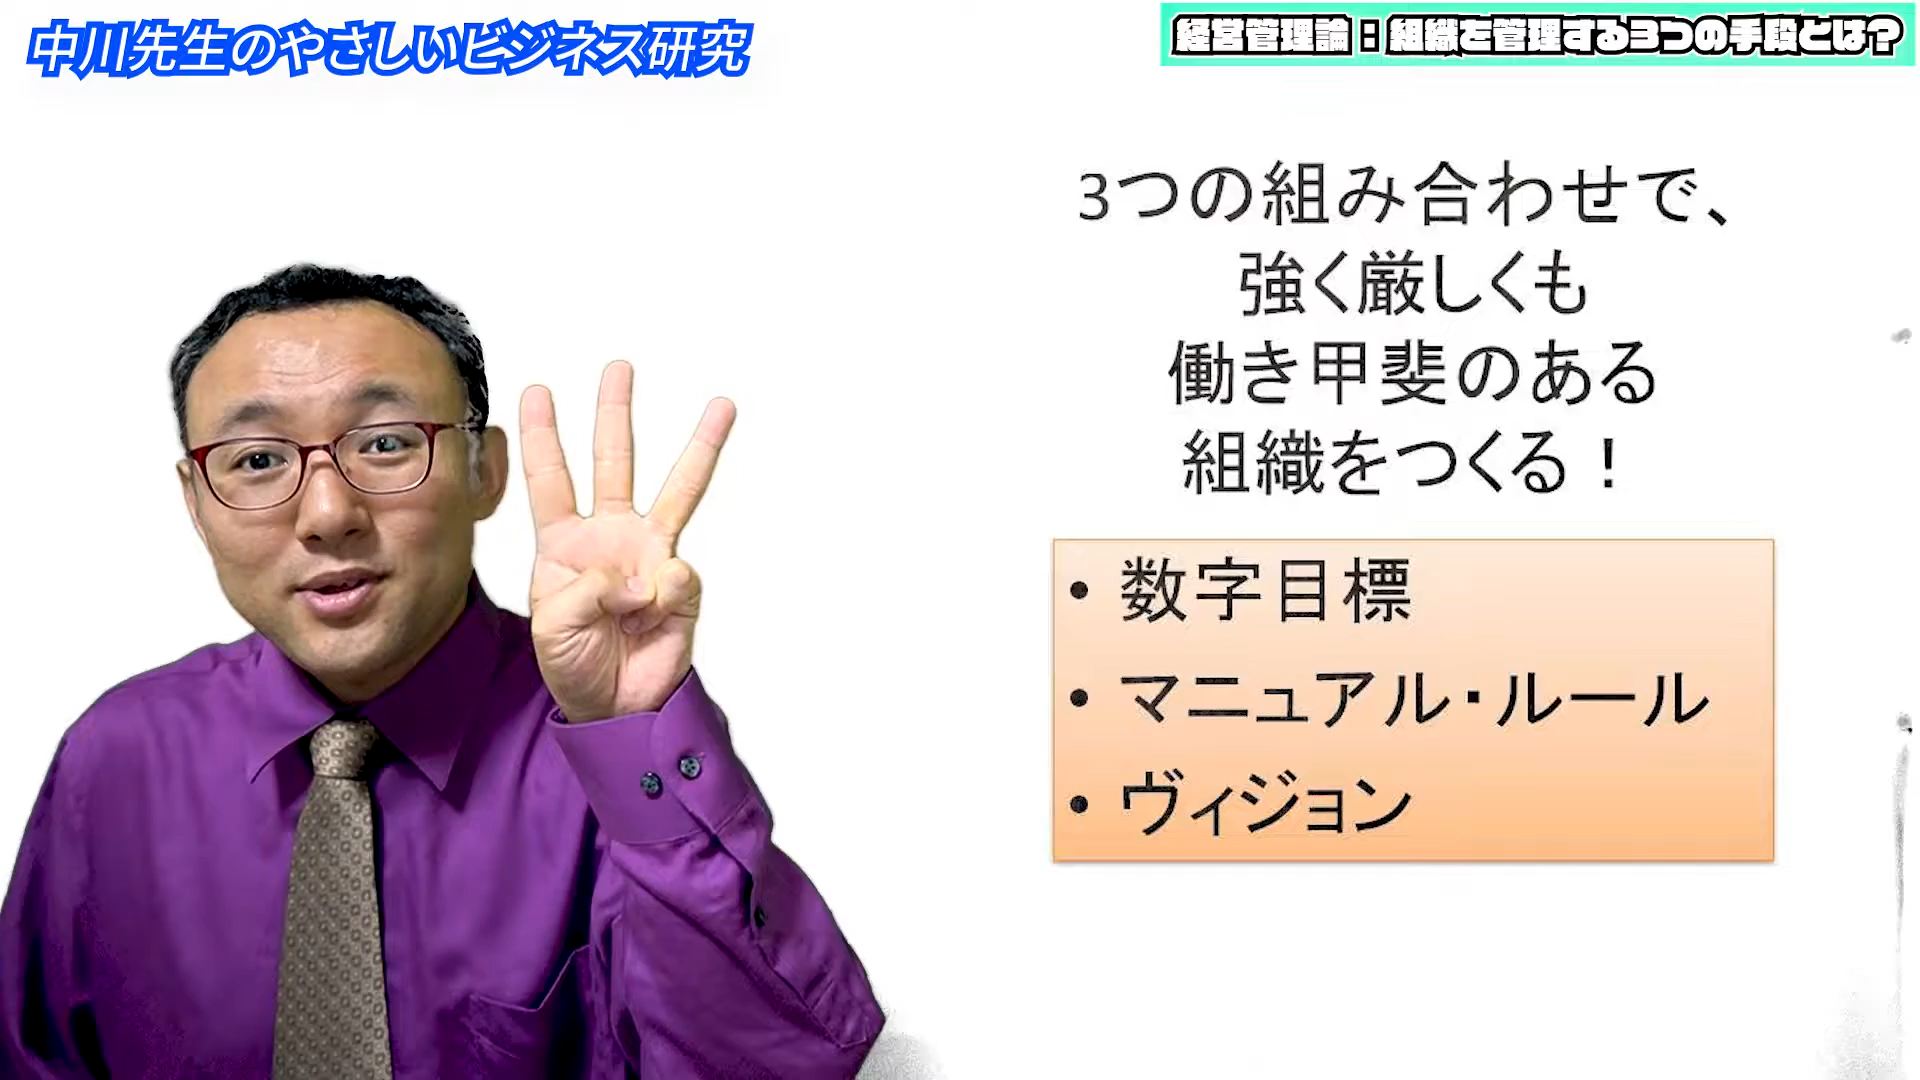 中川先生のやさしいビジネス研究
経営管理論：組織を管理する3つの手段とは？
3つの組み合わせで、
強く厳しくも
働き甲斐のある
組織をつくる！
• 数字目標
• マニュアル・ルール
• ヴィジョン